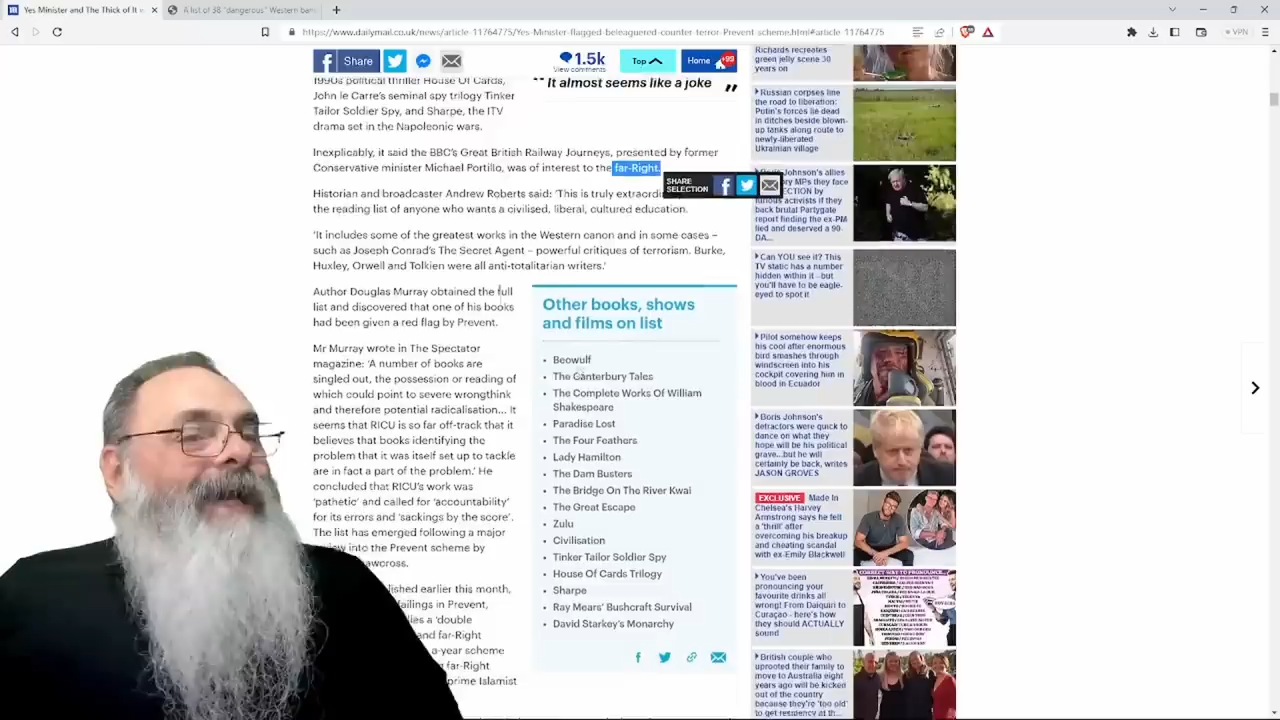 Yes Minister and The Thick of It
A list of 38 "dangerous" Western
https://www.dailymail.co.uk/news/article-11764775/Yes-Minister-flagged-beleaguered-counter-terror-Prevent-scheme.html#article-11764775
VPN
Share
1.5k
View comments
Top
Home
+99
1990s political thriller House Of Cards,
John le Carre's seminal spy trilogy Tinker
Tailor Soldier Spy, and Sharpe, the ITV
drama set in the Napoleonic wars.
It almost seems like a joke
Inexplicably, it said the BBC's Great British Railway Journeys, presented by former
Conservative minister Michael Portillo, was of interest to the far-Right.
SHARE
SELECTION
Historian and broadcaster Andrew Roberts said: 'This is truly
the reading list of anyone who wants a civilised, liberal, cultured education.
'It includes some of the greatest works in the Western canon and in some cases –
such as Joseph Conrad's The Secret Agent – powerful critiques of terrorism. Burke,
Huxley, Orwell and Tolkien were all anti-totalitarian writers.'
Author Douglas Murray obtained the full
list and discovered that one of his books
had been given a red flag by Prevent.
Mr Murray wrote in The Spectator
magazine: 'A number of books are
singled out, the possession or reading of
which could point to severe wrongthink
and therefore potential radicalisation... It
seems that RICU is so far off-track that it
believes that books identifying the
problem that it was itself set up to tackle
are in fact a part of the problem.' He
concluded that RICU's work was
'pathetic' and called for 'accountability'
for its errors and 'sackings by the score'.
The list has emerged following a major
into the Prevent scheme by
earlier this
failings in Prevent,
a 'double
and far-Right
a-year scheme
far-Right
prime Islamist
Other books, shows
and films on list
• Beowulf
• The Canterbury Tales
• The Complete Works Of William
Shakespeare
• Paradise Lost
• The Four Feathers
• Lady Hamilton
• The Dam Busters
• The Bridge On The River Kwai
• The Great Escape
• Zulu
• Civilisation
• Tinker Tailor Soldier Spy
• House Of Cards Trilogy
• Sharpe
• Ray Mears' Bushcraft Survival
• David Starkey's Monarchy
Richards recreates
green jelly scene 30
years on
Russian corpses line
the road to liberation:
Putin's forces lie dead
in ditches beside blown-
up tanks along route to
newly-liberated
Ukrainian village
Johnson's allies
MPs they face
furious activists if they
back brutal Partygate
report finding the ex-PM
lied and deserved a 90-
DA...
Can YOU see it? This
TV static has a number
hidden within it - but
you'll have to be eagle-
eyed to spot it
Pilot somehow keeps
his cool after enormous
bird smashes through
windscreen into his
cockpit covering him in
blood in Ecuador
Boris Johnson's
detractors were quick to
dance on what they
hope will be his political
grave...but he will
certainly be back, writes
JASON GROVES
EXCLUSIVE Made In
Chelsea's Harvey
Armstrong says he felt
a 'thrill' after
overcoming his breakup
and cheating scandal
with ex-Emily Blackwell
You've been
pronouncing your
favourite drinks all
wrong! From Daiquiri to
Curaçao - here's how
they should ACTUALLY
sound
British couple who
uprooted their family to
move to Australia eight
years ago will be kicked
out of the country
because they're 'too old'
to get residency at th...